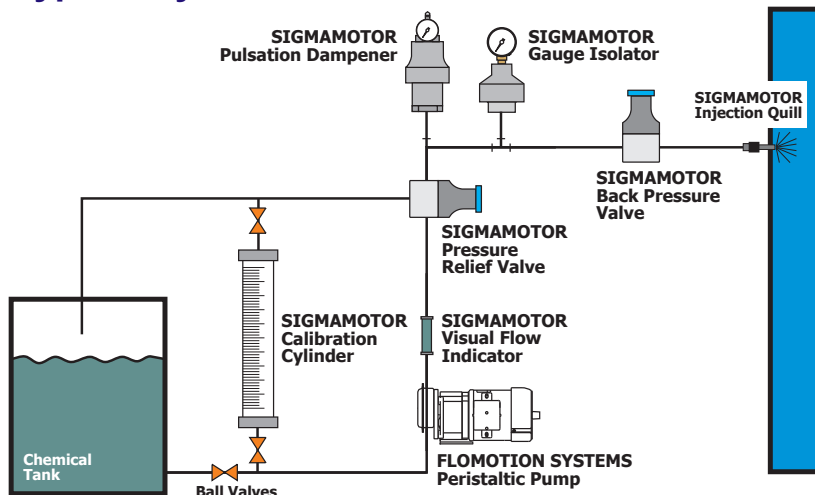 SIGMAMOTOR
Pulsation Dampener
SIGMAMOTOR
Gauge Isolator
SIGMAMOTOR
Injection Quill
SIGMAMOTOR
Back Pressure
Valve
SIGMAMOTOR
Pressure
Relief Valve
SIGMAMOTOR
Calibration
Cylinder
SIGMAMOTOR
Visual Flow
Indicator
Chemical
Tank
FLOMOTION SYSTEMS
Peristaltic Pump
Ball Valves